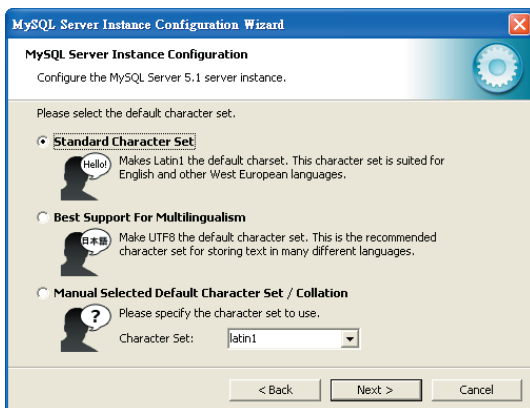 MySQL Server Instance Configuration Wizard
MySQL Server Instance Configuration
Configure the MySQL Server 5.1 server instance.
Please select the default character set.
Standard Character Set
Hello!
Makes Latin1 the default charset. This character set is suited for
English and other West European languages.
Best Support For Multilingualism
日本語
Make UTF8 the default character set. This is the recommended
character set for storing text in many different languages.
Manual Selected Default Character Set / Collation
?
Please specify the character set to use.
Character Set: latin1
< Back Next > Cancel